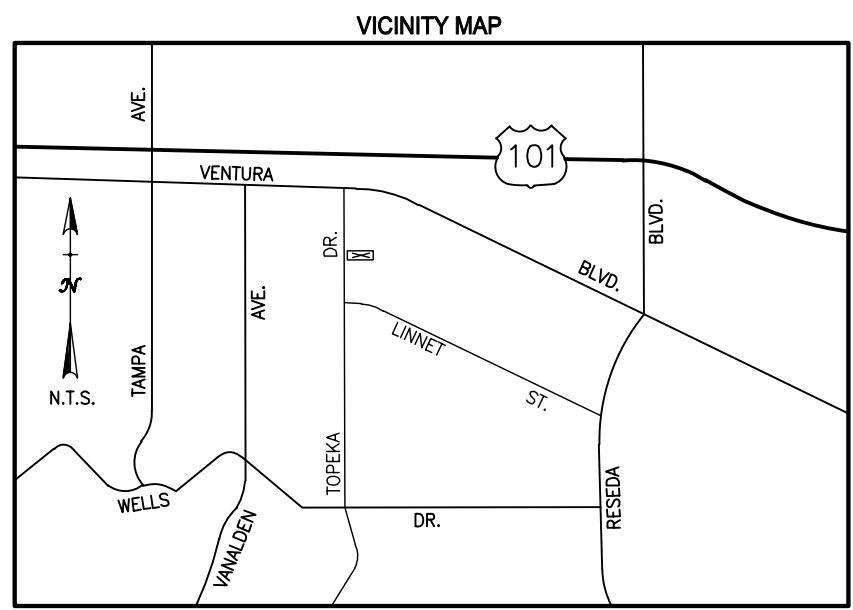 VICINITY MAP
AVE.
101
VENTURA
BLVD.
DR.
BLVD.
N
AVE.
LINNET
TAMPA
N.T.S.
ST.
TOPEKA
WELLS
RESEDA
DR.
VANALDEN